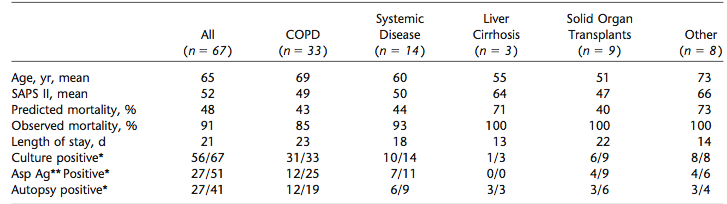 Systemic Liver Solid Organ
All COPD Disease Cirrhosis Transplants Other
(n = 67) (n = 33) (n = 14) (n = 3) (n = 9) (n = 8)
Age, yr, mean 65 69 60 55 51 73
SAPS II, mean 52 49 50 64 47 66
Predicted mortality, % 48 43 44 71 40 73
Observed mortality, % 91 85 93 100 100 100
Length of stay, d 21 23 18 13 22 14
Culture positive* 56/67 31/33 10/14 1/3 6/9 8/8
Asp Ag** Positive* 27/51 12/25 7/11 0/0 4/9 4/6
Autopsy positive* 27/41 12/19 6/9 3/3 3/6 3/4